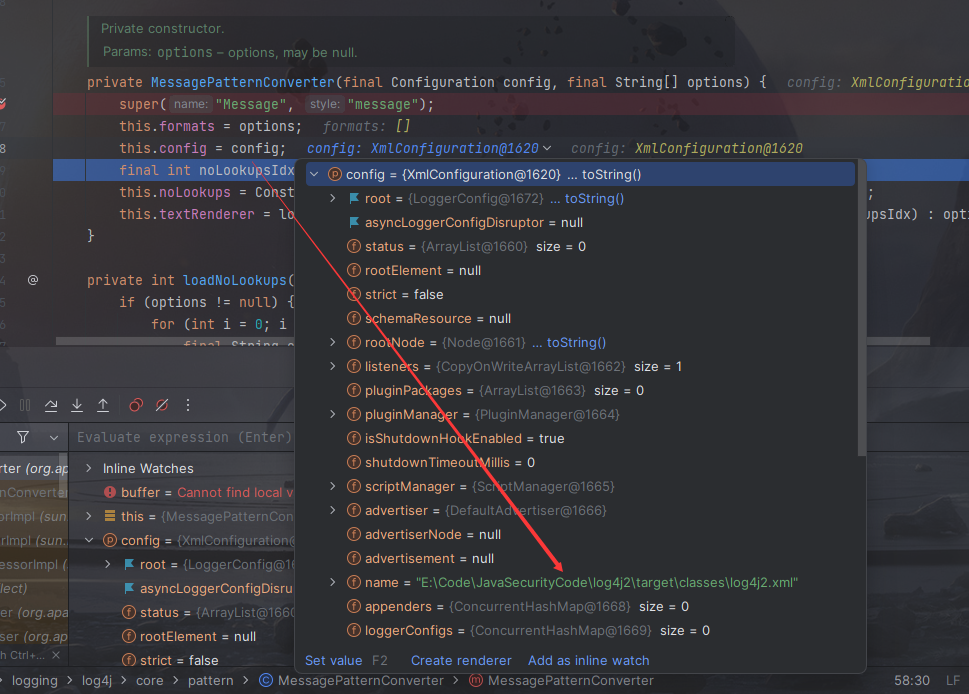 Private constructor.
Params: options – options, may be null.
private MessagePatternConverter(final Configuration config, final String[] options) { config: XmlConfiguratio
super( name: "Message", style: "message");
this.formats = options; formats: []
this.config = config; config: XmlConfiguration@1620 config: XmlConfiguration@1620
final int noLookupsIdx
this.noLookups = Const ;
this.textRenderer = lo upsIdx) : opti
}
private int loadNoLookups(
if (options != null) {
for (int i = 0; i
config = {XmlConfiguration@1620} ... toString()
root = {LoggerConfig@1672} ... toString()
asyncLoggerConfigDisruptor = null
status = {ArrayList@1660} size = 0
rootElement = null
strict = false
schemaResource = null
rootNode = {Node@1661} ... toString()
listeners = {CopyOnWriteArrayList@1662} size = 1
pluginPackages = {ArrayList@1663} size = 0
pluginManager = {PluginManager@1664}
isShutdownHookEnabled = true
shutdownTimeoutMillis = 0
scriptManager = {ScriptManager@1665}
advertiser = {DefaultAdvertiser@1666}
advertiserNode = null
advertisement = null
name = "E:\Code\JavaSecurityCode\log4j2\target\classes\log4j2.xml"
appenders = {ConcurrentHashMap@1668} size = 0
loggerConfigs = {ConcurrentHashMap@1669} size = 0
Set value F2 Create renderer Add as inline watch
Evaluate expression (Enter)
Inline Watches
buffer = Cannot find local v
this = {MessagePatternCon
config = {XmlConfiguration@
root = {LoggerConfig@16
asyncLoggerConfigDisru
status = {ArrayList@1660
rootElement = null
strict = false
rter (org.ap
nConverter
orImpl (sun
rImpl (sun.
essorImpl (
lect)
er (org.apa
ser (org.ap
h Ctrl+...
logging log4j core pattern MessagePatternConverter MessagePatternConverter 58:30 LF